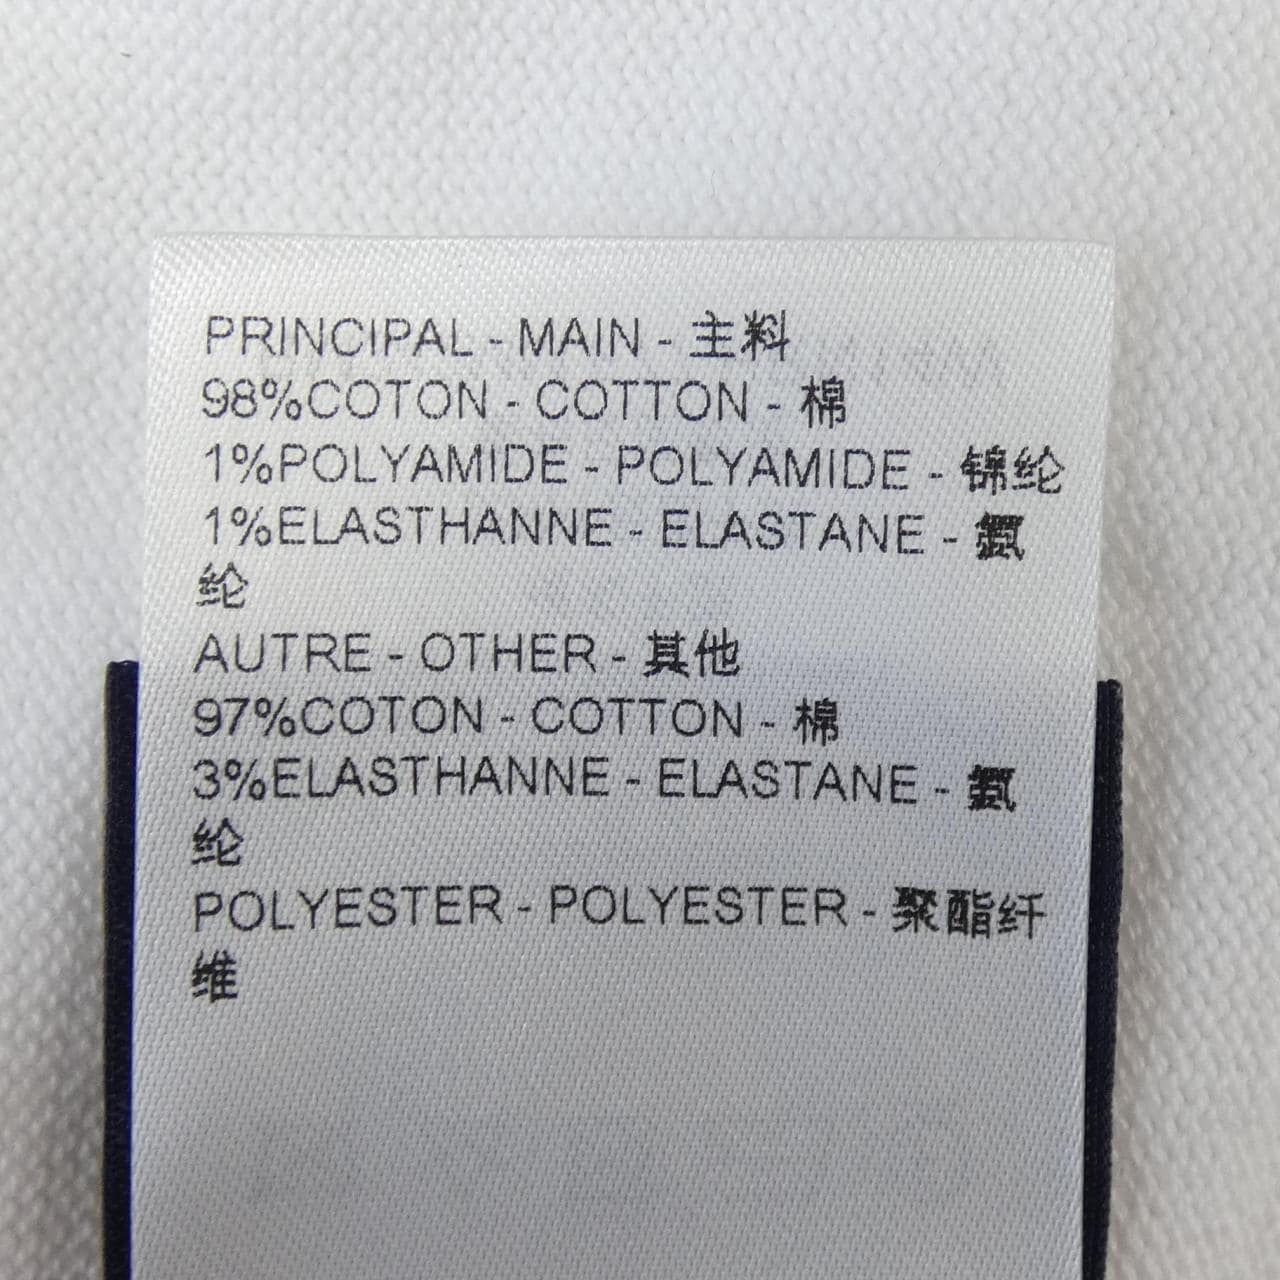 PRINCIPAL - MAIN - 主料
98%COTON - COTTON - 棉
1%POLYAMIDE - POLYAMIDE - 锦纶
1%ELASTHANNE - ELASTANE - 氨
纶
AUTRE - OTHER - 其他
97%COTON - COTTON - 棉
3%ELASTHANNE - ELASTANE - 氨
纶
POLYESTER - POLYESTER - 聚酯纤
维